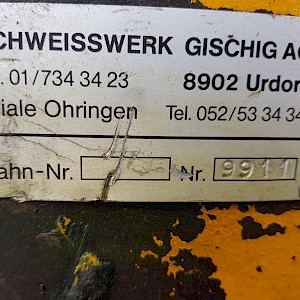 CHWEISSWERK GISCHIG AG
. 01/734 34 23 8902 Urdor
iale Ohringen Tel. 052/53 34 34
ahn-Nr. Nr. 9911